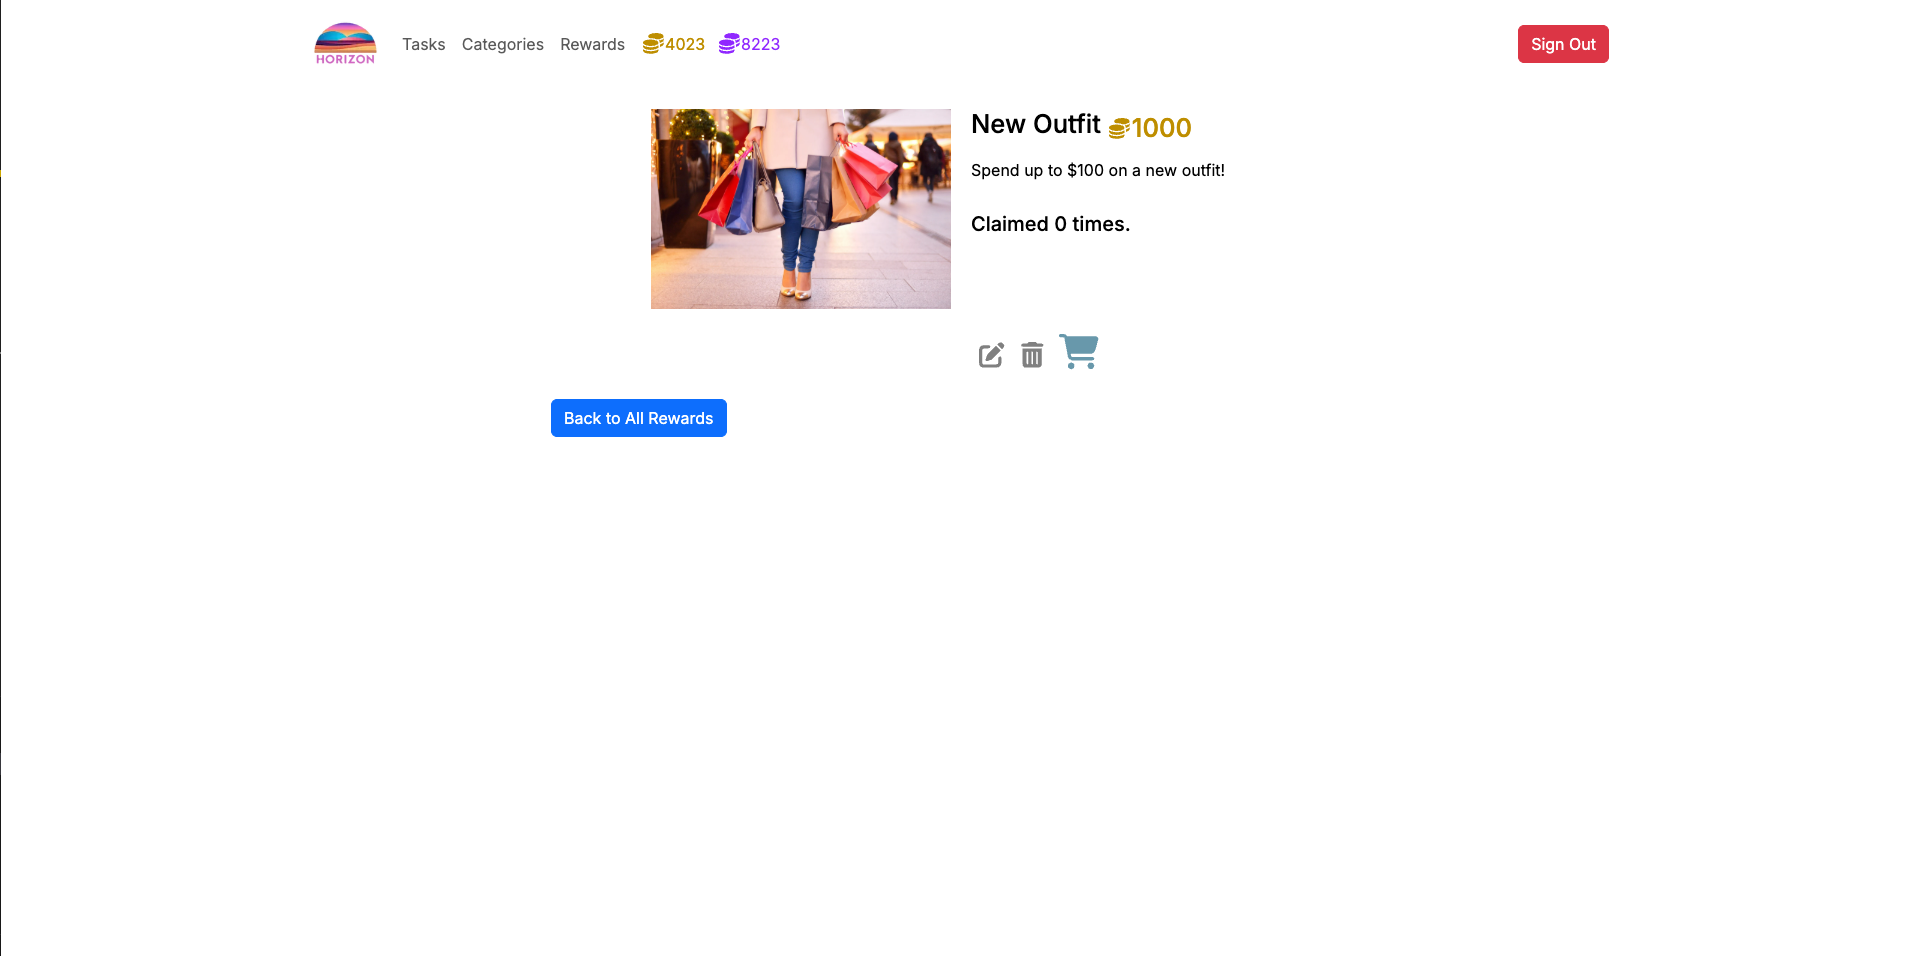 HORIZON
Tasks Categories Rewards 4023 8223 Sign Out
New Outfit 1000
Spend up to $100 on a new outfit!
Claimed 0 times.
Back to All Rewards